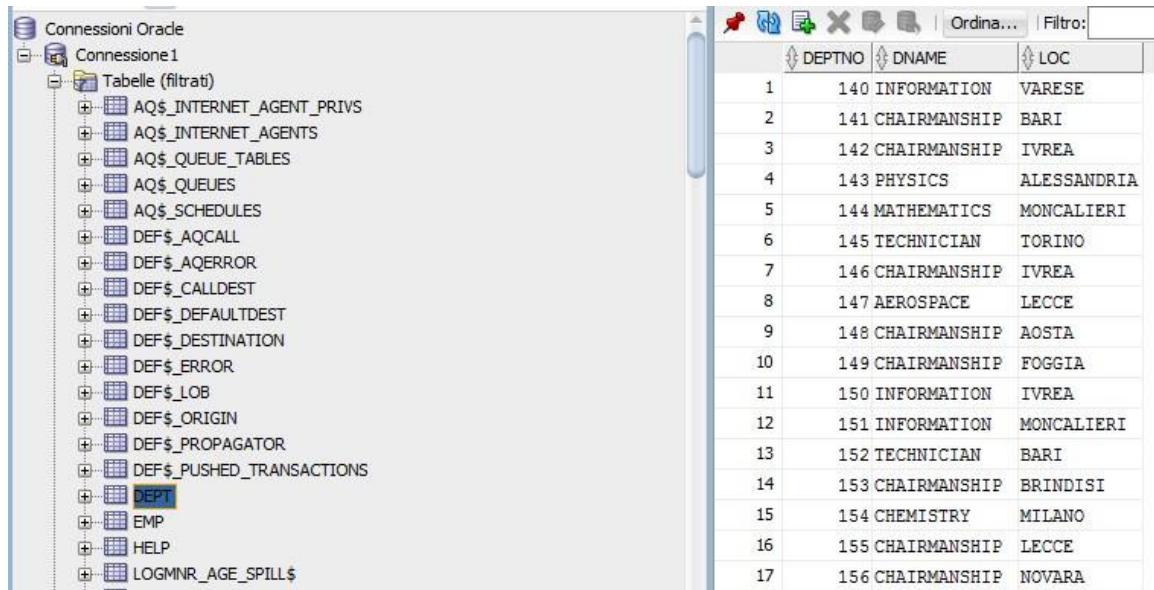 Connessioni Oracle
Connessione1
Tabelle (filtrati)
AQ$_INTERNET_AGENT_PRIVS
AQ$_INTERNET_AGENTS
AQ$_QUEUE_TABLES
AQ$_QUEUES
AQ$_SCHEDULES
DEF$_AQCALL
DEF$_AQERROR
DEF$_CALLDEST
DEF$_DEFAULTDEST
DEF$_DESTINATION
DEF$_ERROR
DEF$_LOB
DEF$_ORIGIN
DEF$_PROPAGATOR
DEF$_PUSHED_TRANSACTIONS
DEPT
EMP
HELP
LOGMNR_AGE_SPILL$
Ordina... Filtro:
DEPTNO DNAME LOC
1 140 INFORMATION VARESE
2 141 CHAIRMANSHIP BARI
3 142 CHAIRMANSHIP IVREA
4 143 PHYSICS ALESSANDRIA
5 144 MATHEMATICS MONCALIERI
6 145 TECHNICIAN TORINO
7 146 CHAIRMANSHIP IVREA
8 147 AEROSPACE LECCE
9 148 CHAIRMANSHIP AOSTA
10 149 CHAIRMANSHIP FOGGIA
11 150 INFORMATION IVREA
12 151 INFORMATION MONCALIERI
13 152 TECHNICIAN BARI
14 153 CHAIRMANSHIP BRINDISI
15 154 CHEMISTRY MILANO
16 155 CHAIRMANSHIP LECCE
17 156 CHAIRMANSHIP NOVARA